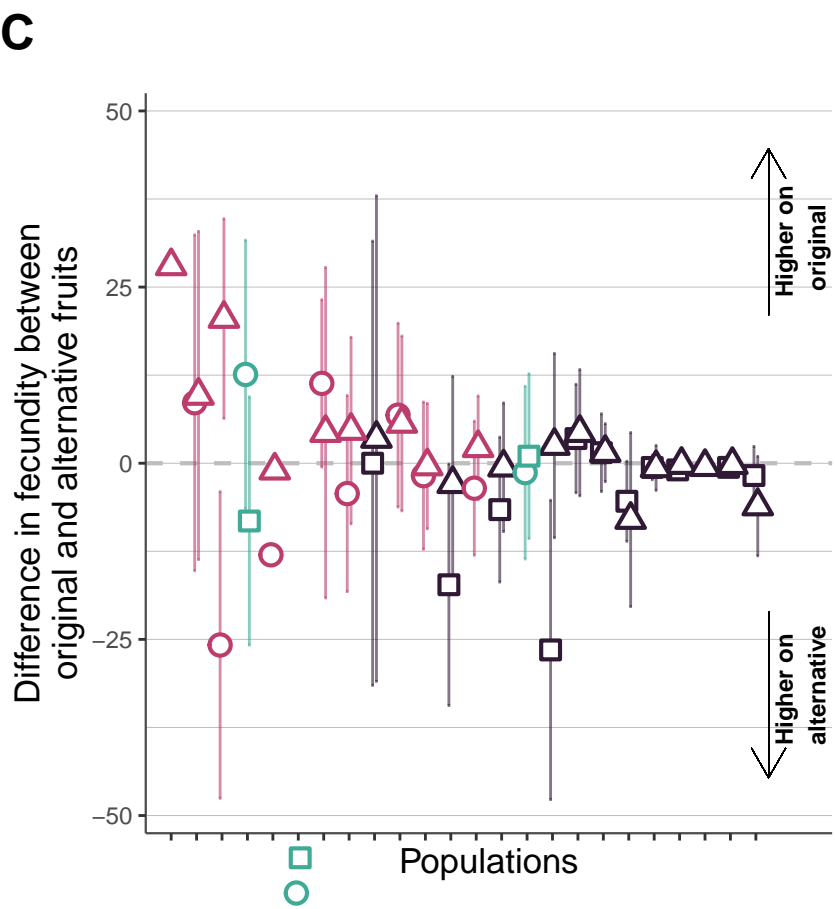 C
Difference in fecundity between
original and alternative fruits
50
25
0
−25
−50
Higher on
original
Higher on
alternative
Populations